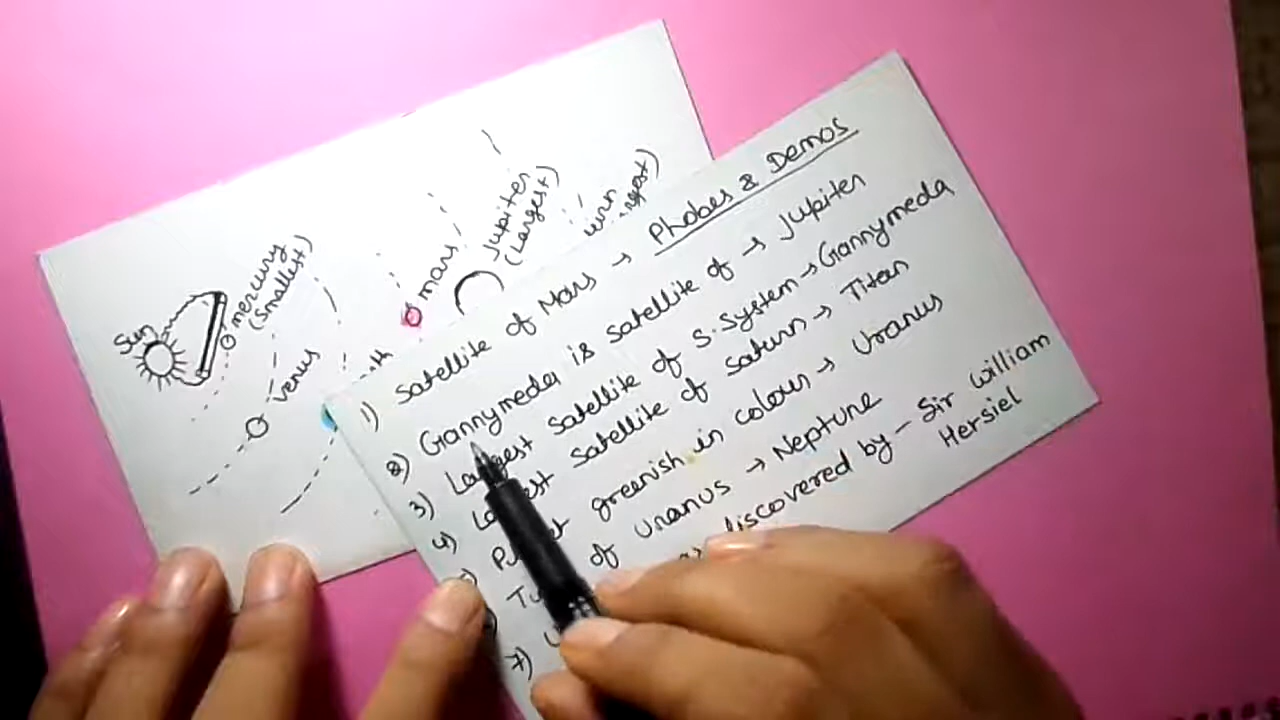 Sun
mercury
(Smallest)
venus
mars
Jupiter
(Largest)
1) Satellite of Mars → Phobes & Demos
2) Gannymeda is Satellite of → Jupiter
3) Largest Satellite of S. System → Gannymeda
4) Satellite of Saturn → Titan
greenish in colour → Uranus
of Uranus → Neptune
7) discovered by - Sir William
Hersiel